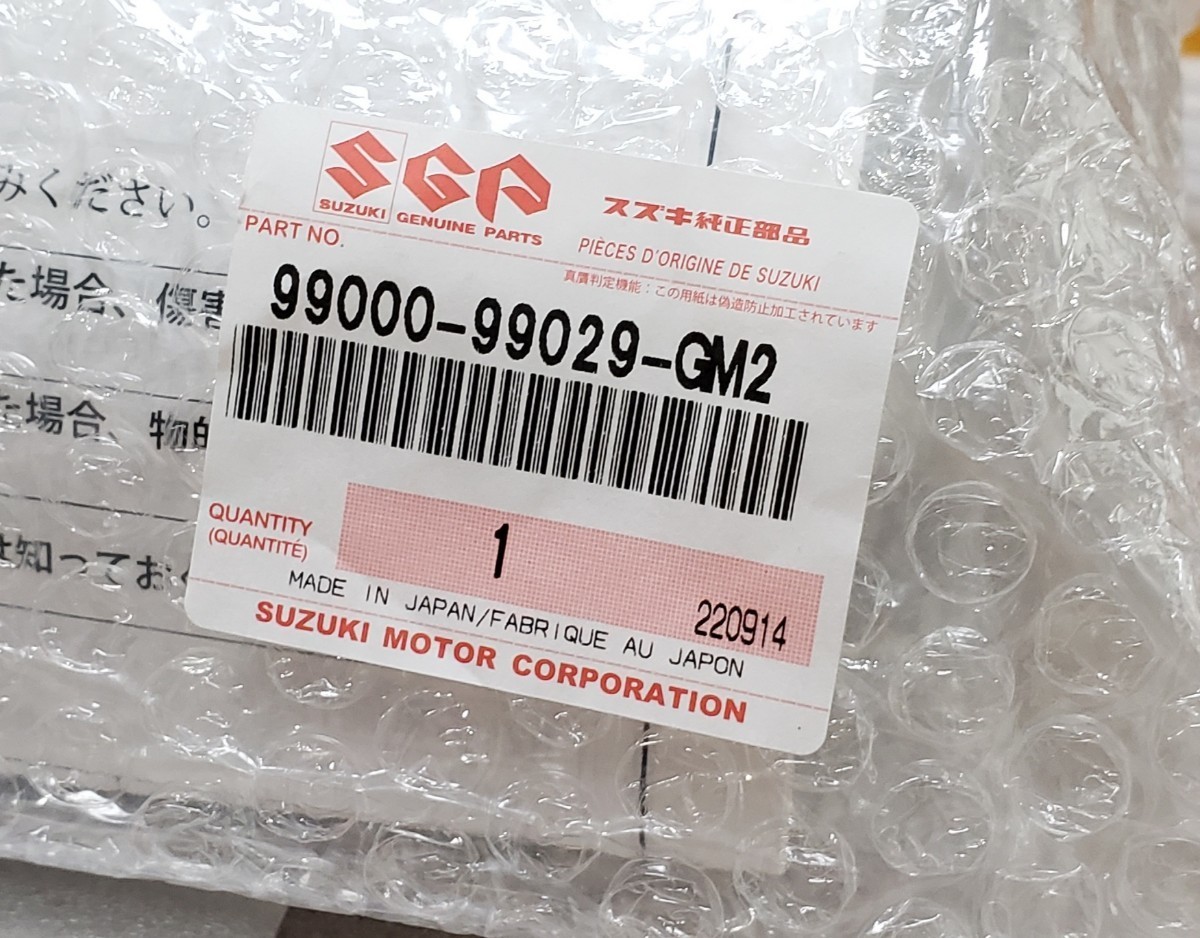 みください。
た場合、傷害
た場合、物的
は知っておく
SUZUKI
SGP
GENUINE PARTS
スズキ純正部品
PIÈCES D'ORIGINE DE SUZUKI
PART NO.
真贋判定機能：この用紙は偽造防止加工されています
99000-99029-GM2
QUANTITY
(QUANTITÉ)
1
220914
MADE IN JAPAN/FABRIQUE AU JAPON
SUZUKI MOTOR CORPORATION